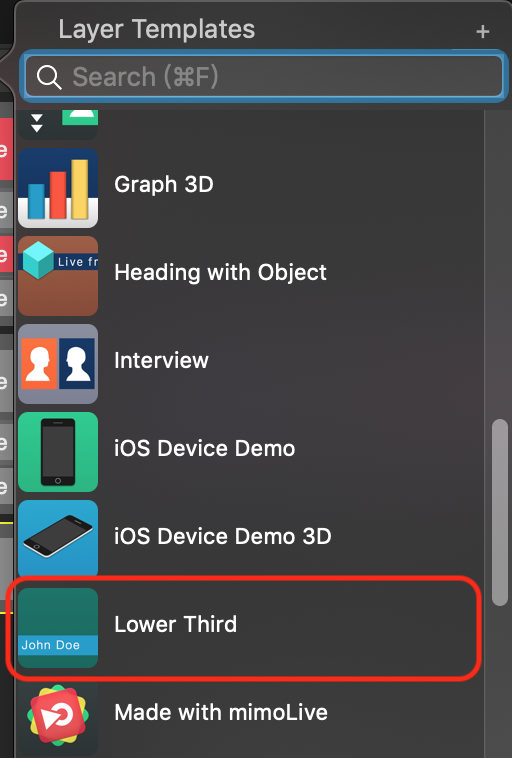 Layer Templates
+
Search (⌘F)
Graph 3D
Live fr
Heading with Object
Interview
iOS Device Demo
iOS Device Demo 3D
Lower Third
John Doe
Made with mimoLive